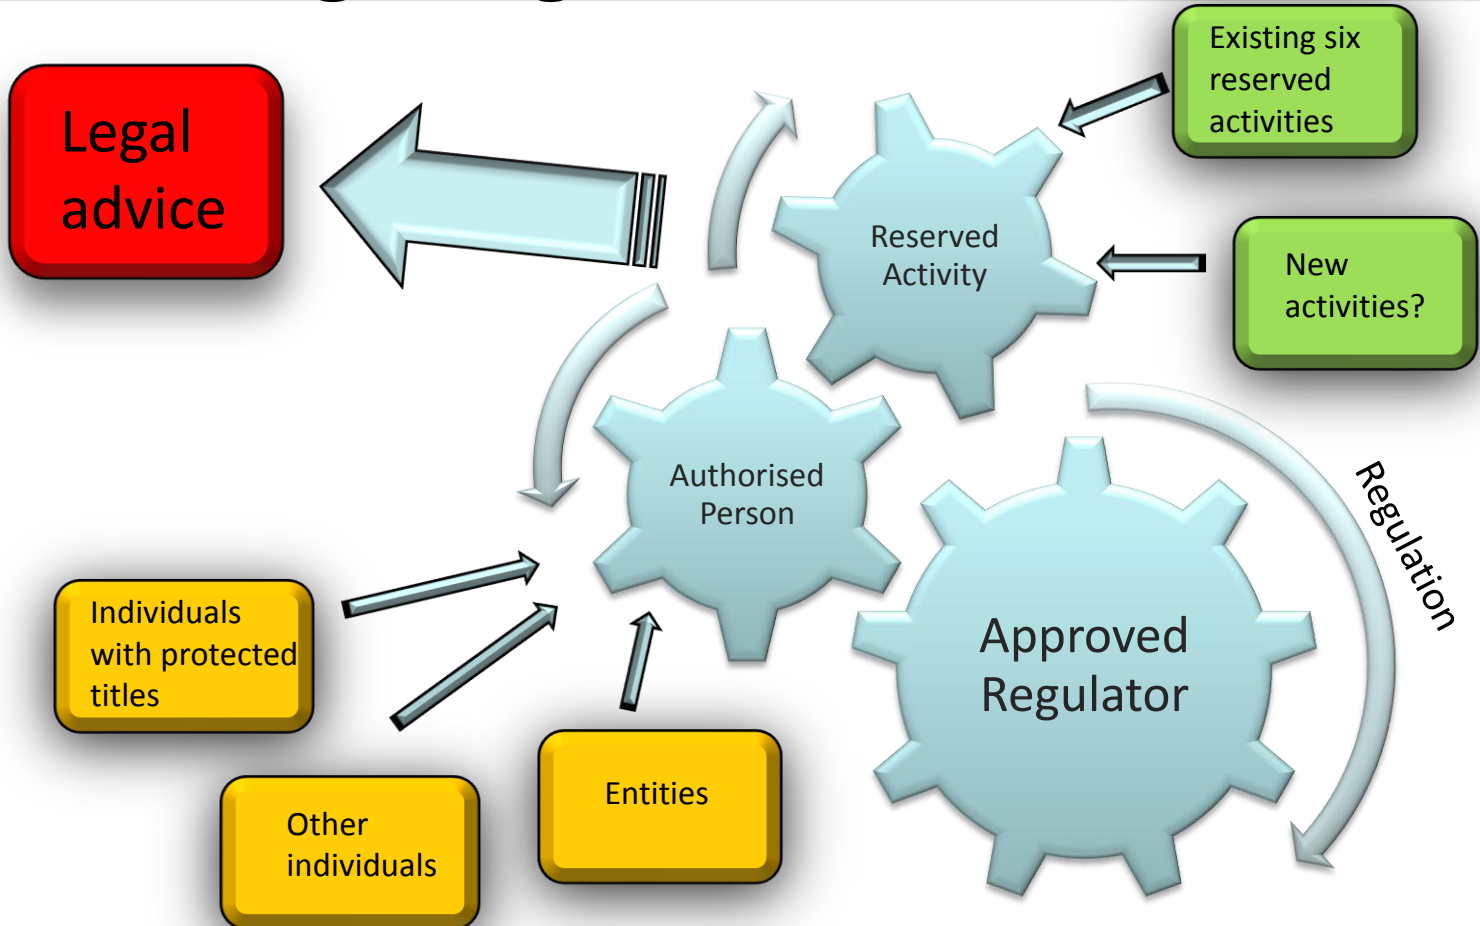 Existing six
reserved
activities
Legal
advice
Reserved
Activity
New
activities?
Authorised
Person
Regulation
Individuals
with protected
titles
Approved
Regulator
Entities
Other
individuals